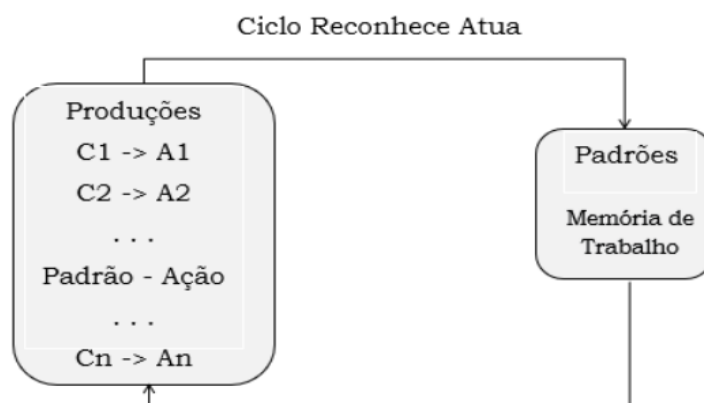 Ciclo Reconhece Atua
Produções
C1 -> A1
C2 -> A2
. . .
Padrão - Ação
. . .
Cn -> An
Padrões
Memória de
Trabalho